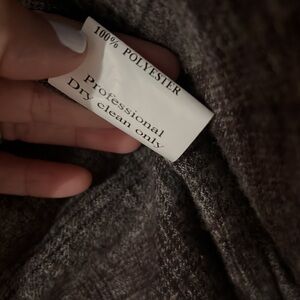 100% POLYESTER
Professional
Dry clean only